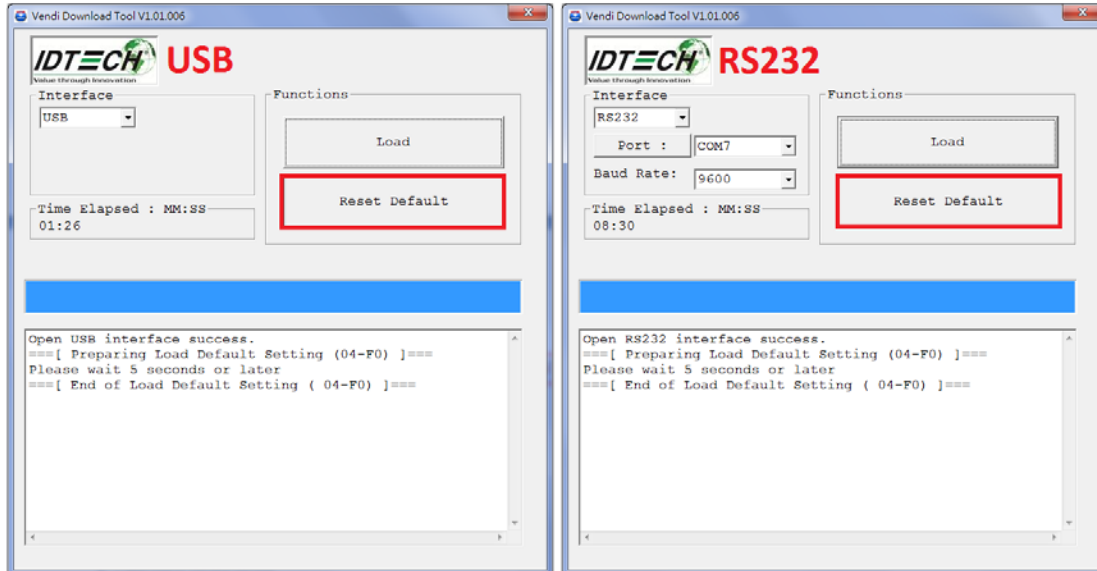 Vendi Download Tool V1.01.006
IDTECH
Value through Innovation
USB
Interface
USB
Functions
Load
Reset Default
Time Elapsed : MM:SS
01:26
Open USB interface success.
===[ Preparing Load Default Setting (04-F0) ]===
Please wait 5 seconds or later
===[ End of Load Default Setting ( 04-F0) ]===
Vendi Download Tool V1.01.006
IDTECH
Value through Innovation
RS232
Interface
RS232
Port :
COM7
Baud Rate:
9600
Functions
Load
Reset Default
Time Elapsed : MM:SS
08:30
Open RS232 interface success.
===[ Preparing Load Default Setting (04-F0) ]===
Please wait 5 seconds or later
===[ End of Load Default Setting ( 04-F0) ]===